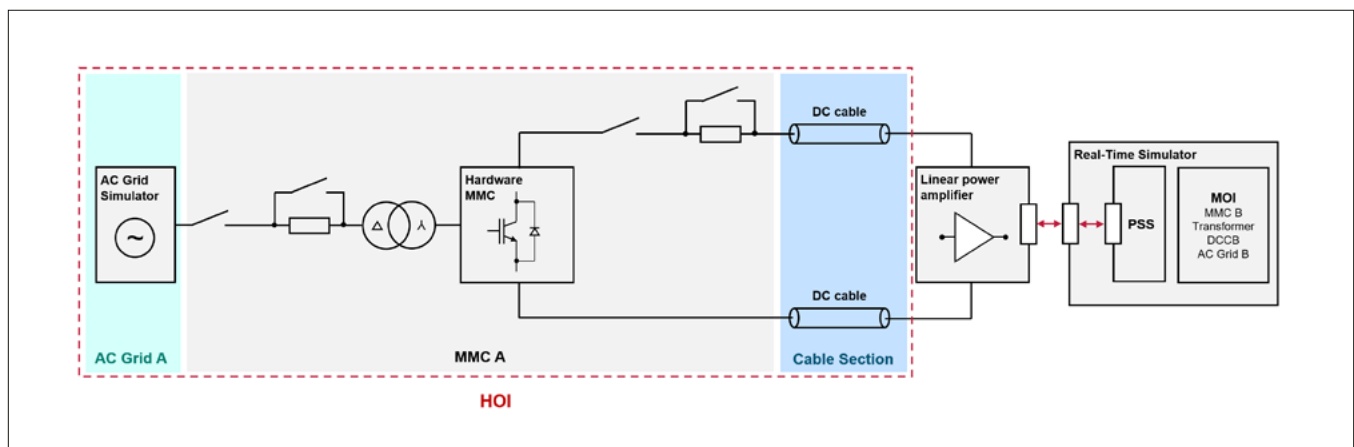 DC cable
Real-Time Simulator
AC Grid
Simulator
~
Hardware
MMC
Linear power
amplifier
PSS
MOI
MMC B
Transformer
DCCB
AC Grid B
DC cable
AC Grid A
MMC A
Cable Section
HOI